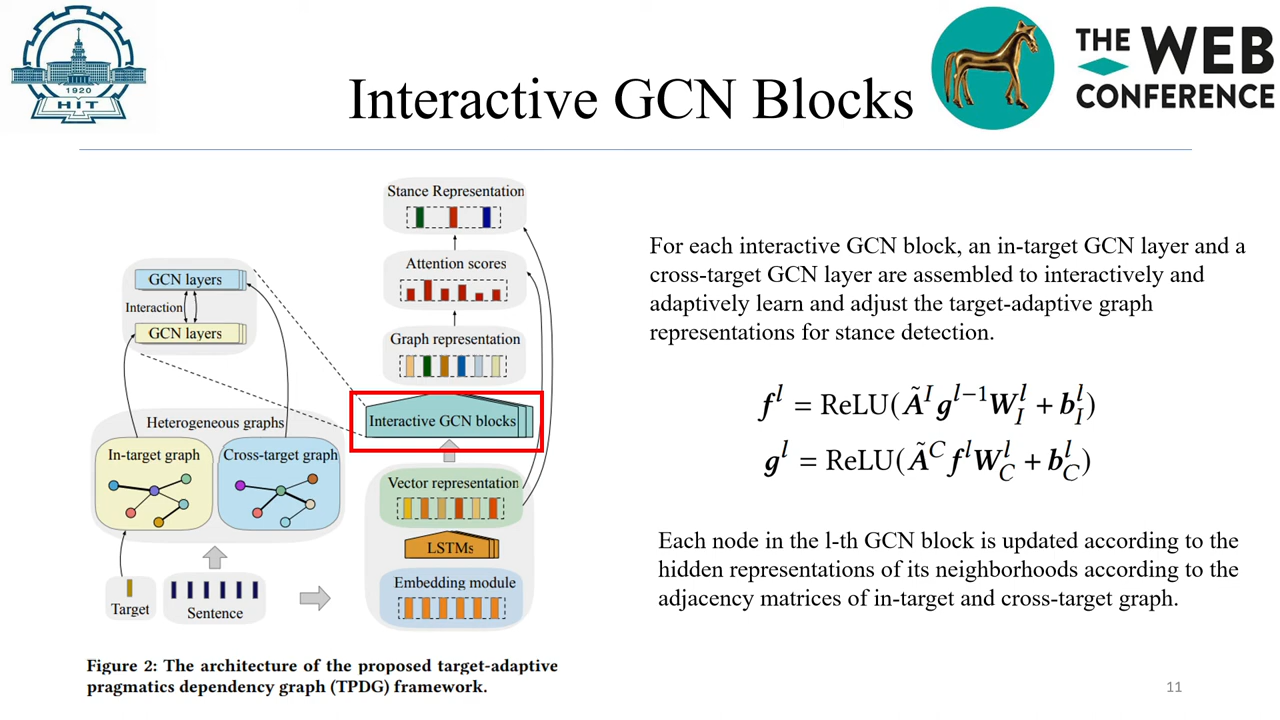 1920
HIT
Interactive GCN Blocks
THE WEB
CONFERENCE
Stance Representation
Attention scores
Graph representation
GCN layers
Interaction
GCN layers
Interactive GCN blocks
Heterogeneous graphs
In-target graph
Cross-target graph
Vector representation
LSTMs
Embedding module
Target
Sentence
Figure 2: The architecture of the proposed target-adaptive
pragmatics dependency graph (TPDG) framework.
For each interactive GCN block, an in-target GCN layer and a
cross-target GCN layer are assembled to interactively and
adaptively learn and adjust the target-adaptive graph
representations for stance detection.
f^l = ReLU(Ã^I g^{l−1} W_I^l + b_I^l)
g^l = ReLU(Ã^C f^l W_C^l + b_C^l)
Each node in the l-th GCN block is updated according to the
hidden representations of its neighborhoods according to the
adjacency matrices of in-target and cross-target graph.
11